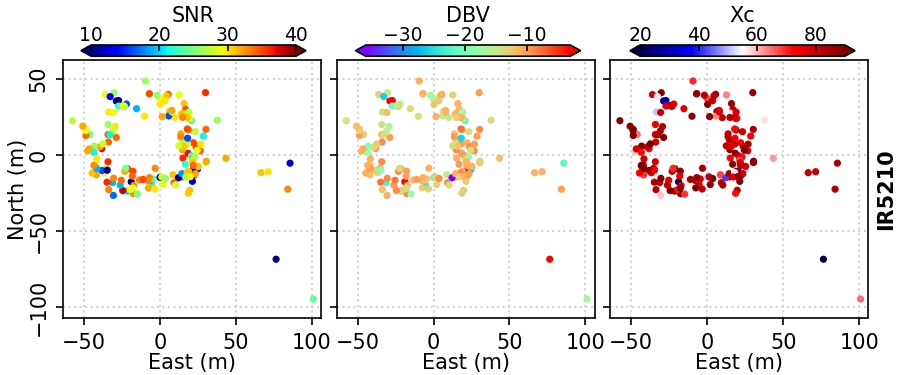 SNR DBV Xc
10 20 30 40 −30 −20 −10 20 40 60 80
50
0
−50
−100
North (m)
IR5210
−50 0 50 100 −50 0 50 100 −50 0 50 100
East (m) East (m) East (m)